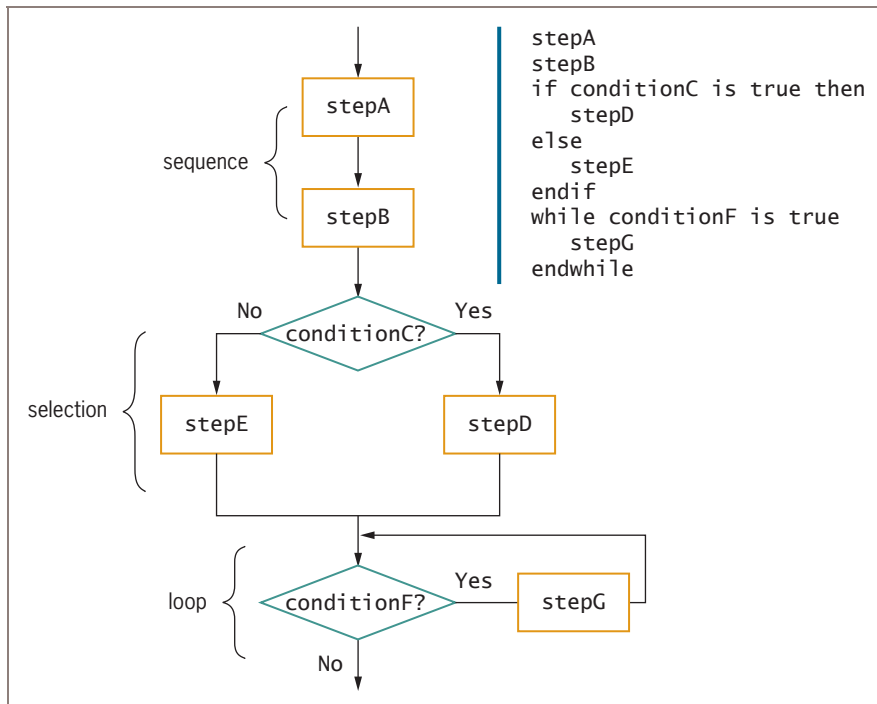 stepA
stepB
if conditionC is true then
   stepD
else
   stepE
endif
while conditionF is true
   stepG
endwhile
stepA
sequence
stepB
No
Yes
conditionC?
selection
stepE
stepD
Yes
loop
conditionF?
stepG
No